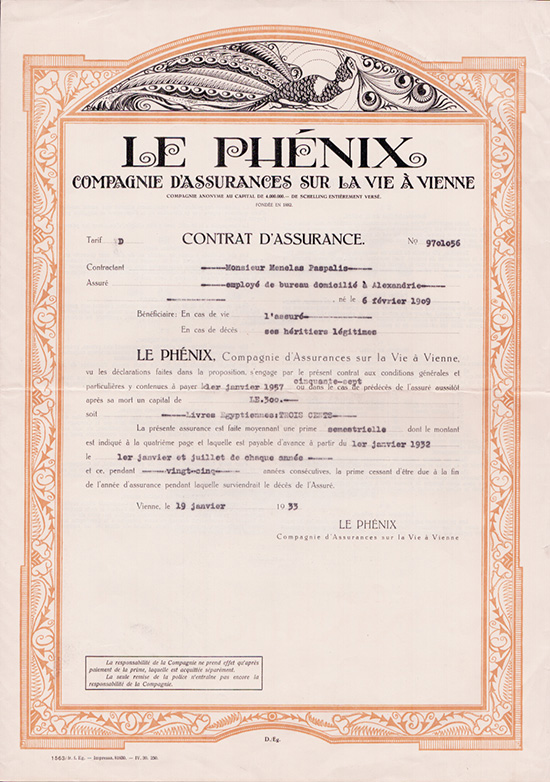 LE PHÉNIX
COMPAGNIE D'ASSURANCES SUR LA VIE À VIENNE
COMPAGNIE ANONYME AU CAPITAL DE 4,000.000.— DE SCHELLING ENTIÈREMENT VERSÉ.
FONDÉE EN 1882.
Tarif D CONTRAT D'ASSURANCE. No 9701056
Contractant Monsieur Menelas Paspalis
Assuré employé de bureau domicilié à Alexandrie
né le 6 février 1909
Bénéficiaire: En cas de vie l'assuré
En cas de décès ses héritiers légitimes
LE PHÉNIX, Compagnie d'Assurances sur la Vie à Vienne,
vu les déclarations faites dans la proposition, s'engage par le présent contrat aux conditions générales et
cinquante-sept
particulières y contenues à payer le 1er janvier 1957 ou dans le cas de prédécès de l'assuré aussitôt
après sa mort un capital de LE.300.
soit Livres Egyptiennes: TROIS CENTS
La présente assurance est faite moyennant une prime semestrielle dont le montant
est indiqué à la quatrième page et laquelle est payable d'avance à partir du 1er janvier 1932
le 1er janvier et juillet de chaque année
et ce, pendant vingt-cinq années consécutives, la prime cessant d'être due à la fin
de l'année d'assurance pendant laquelle surviendrait le décès de l'Assuré.
Vienne, le 19 janvier 1933
LE PHÉNIX
Compagnie d'Assurances sur la Vie à Vienne
La responsabilité de la Compagnie ne prend effet qu'après
paiement de la prime, laquelle est acquittée séparément.
La seule remise de la police n'entraîne pas encore la
responsabilité de la Compagnie.
D.-Ég.